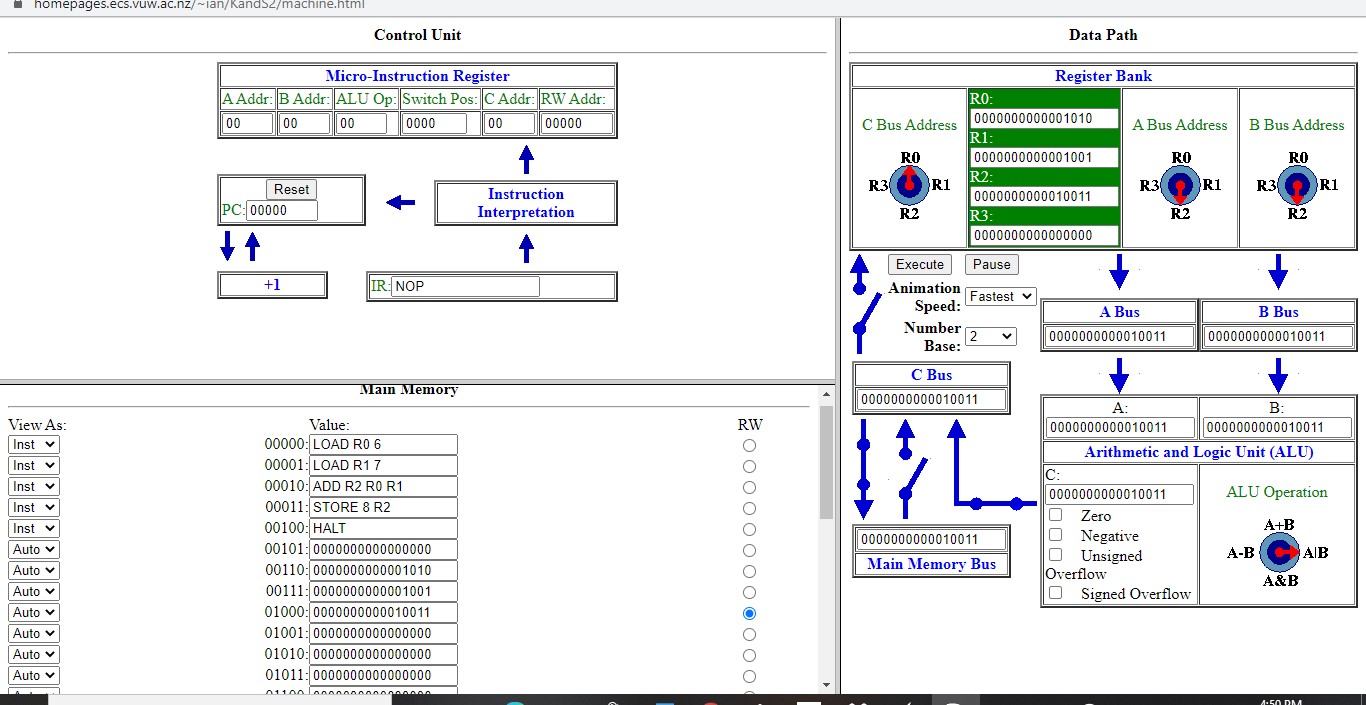 homepages.ecs.vuw.ac.nz/~ian/KandS2/machine.html
Control Unit
Micro-Instruction Register
A Addr: B Addr: ALU Op: Switch Pos: C Addr: RW Addr:
00 00 00 0000 00 00000
Reset
PC: 00000
Instruction
Interpretation
+1
IR: NOP
Main Memory
View As: Value: RW
Inst 00000: LOAD R0 6
Inst 00001: LOAD R1 7
Inst 00010: ADD R2 R0 R1
Inst 00011: STORE 8 R2
Inst 00100: HALT
Auto 00101: 0000000000000000
Auto 00110: 0000000000001010
Auto 00111: 0000000000001001
Auto 01000: 0000000000010011
Auto 01001: 0000000000000000
Auto 01010: 0000000000000000
Auto 01011: 0000000000000000
Data Path
Register Bank
C Bus Address
R0
R3 R1
R2
R0:
0000000000001010
R1:
0000000000001001
R2:
0000000000010011
R3:
0000000000000000
A Bus Address
R0
R3 R1
R2
B Bus Address
R0
R3 R1
R2
Execute Pause
Animation
Speed: Fastest
Number
Base: 2
A Bus
0000000000010011
B Bus
0000000000010011
C Bus
0000000000010011
A:
0000000000010011
B:
0000000000010011
Arithmetic and Logic Unit (ALU)
C:
0000000000010011
Zero
Negative
Unsigned
Overflow
Signed Overflow
ALU Operation
A+B
A-B A|B
A&B
0000000000010011
Main Memory Bus
4:50 PM